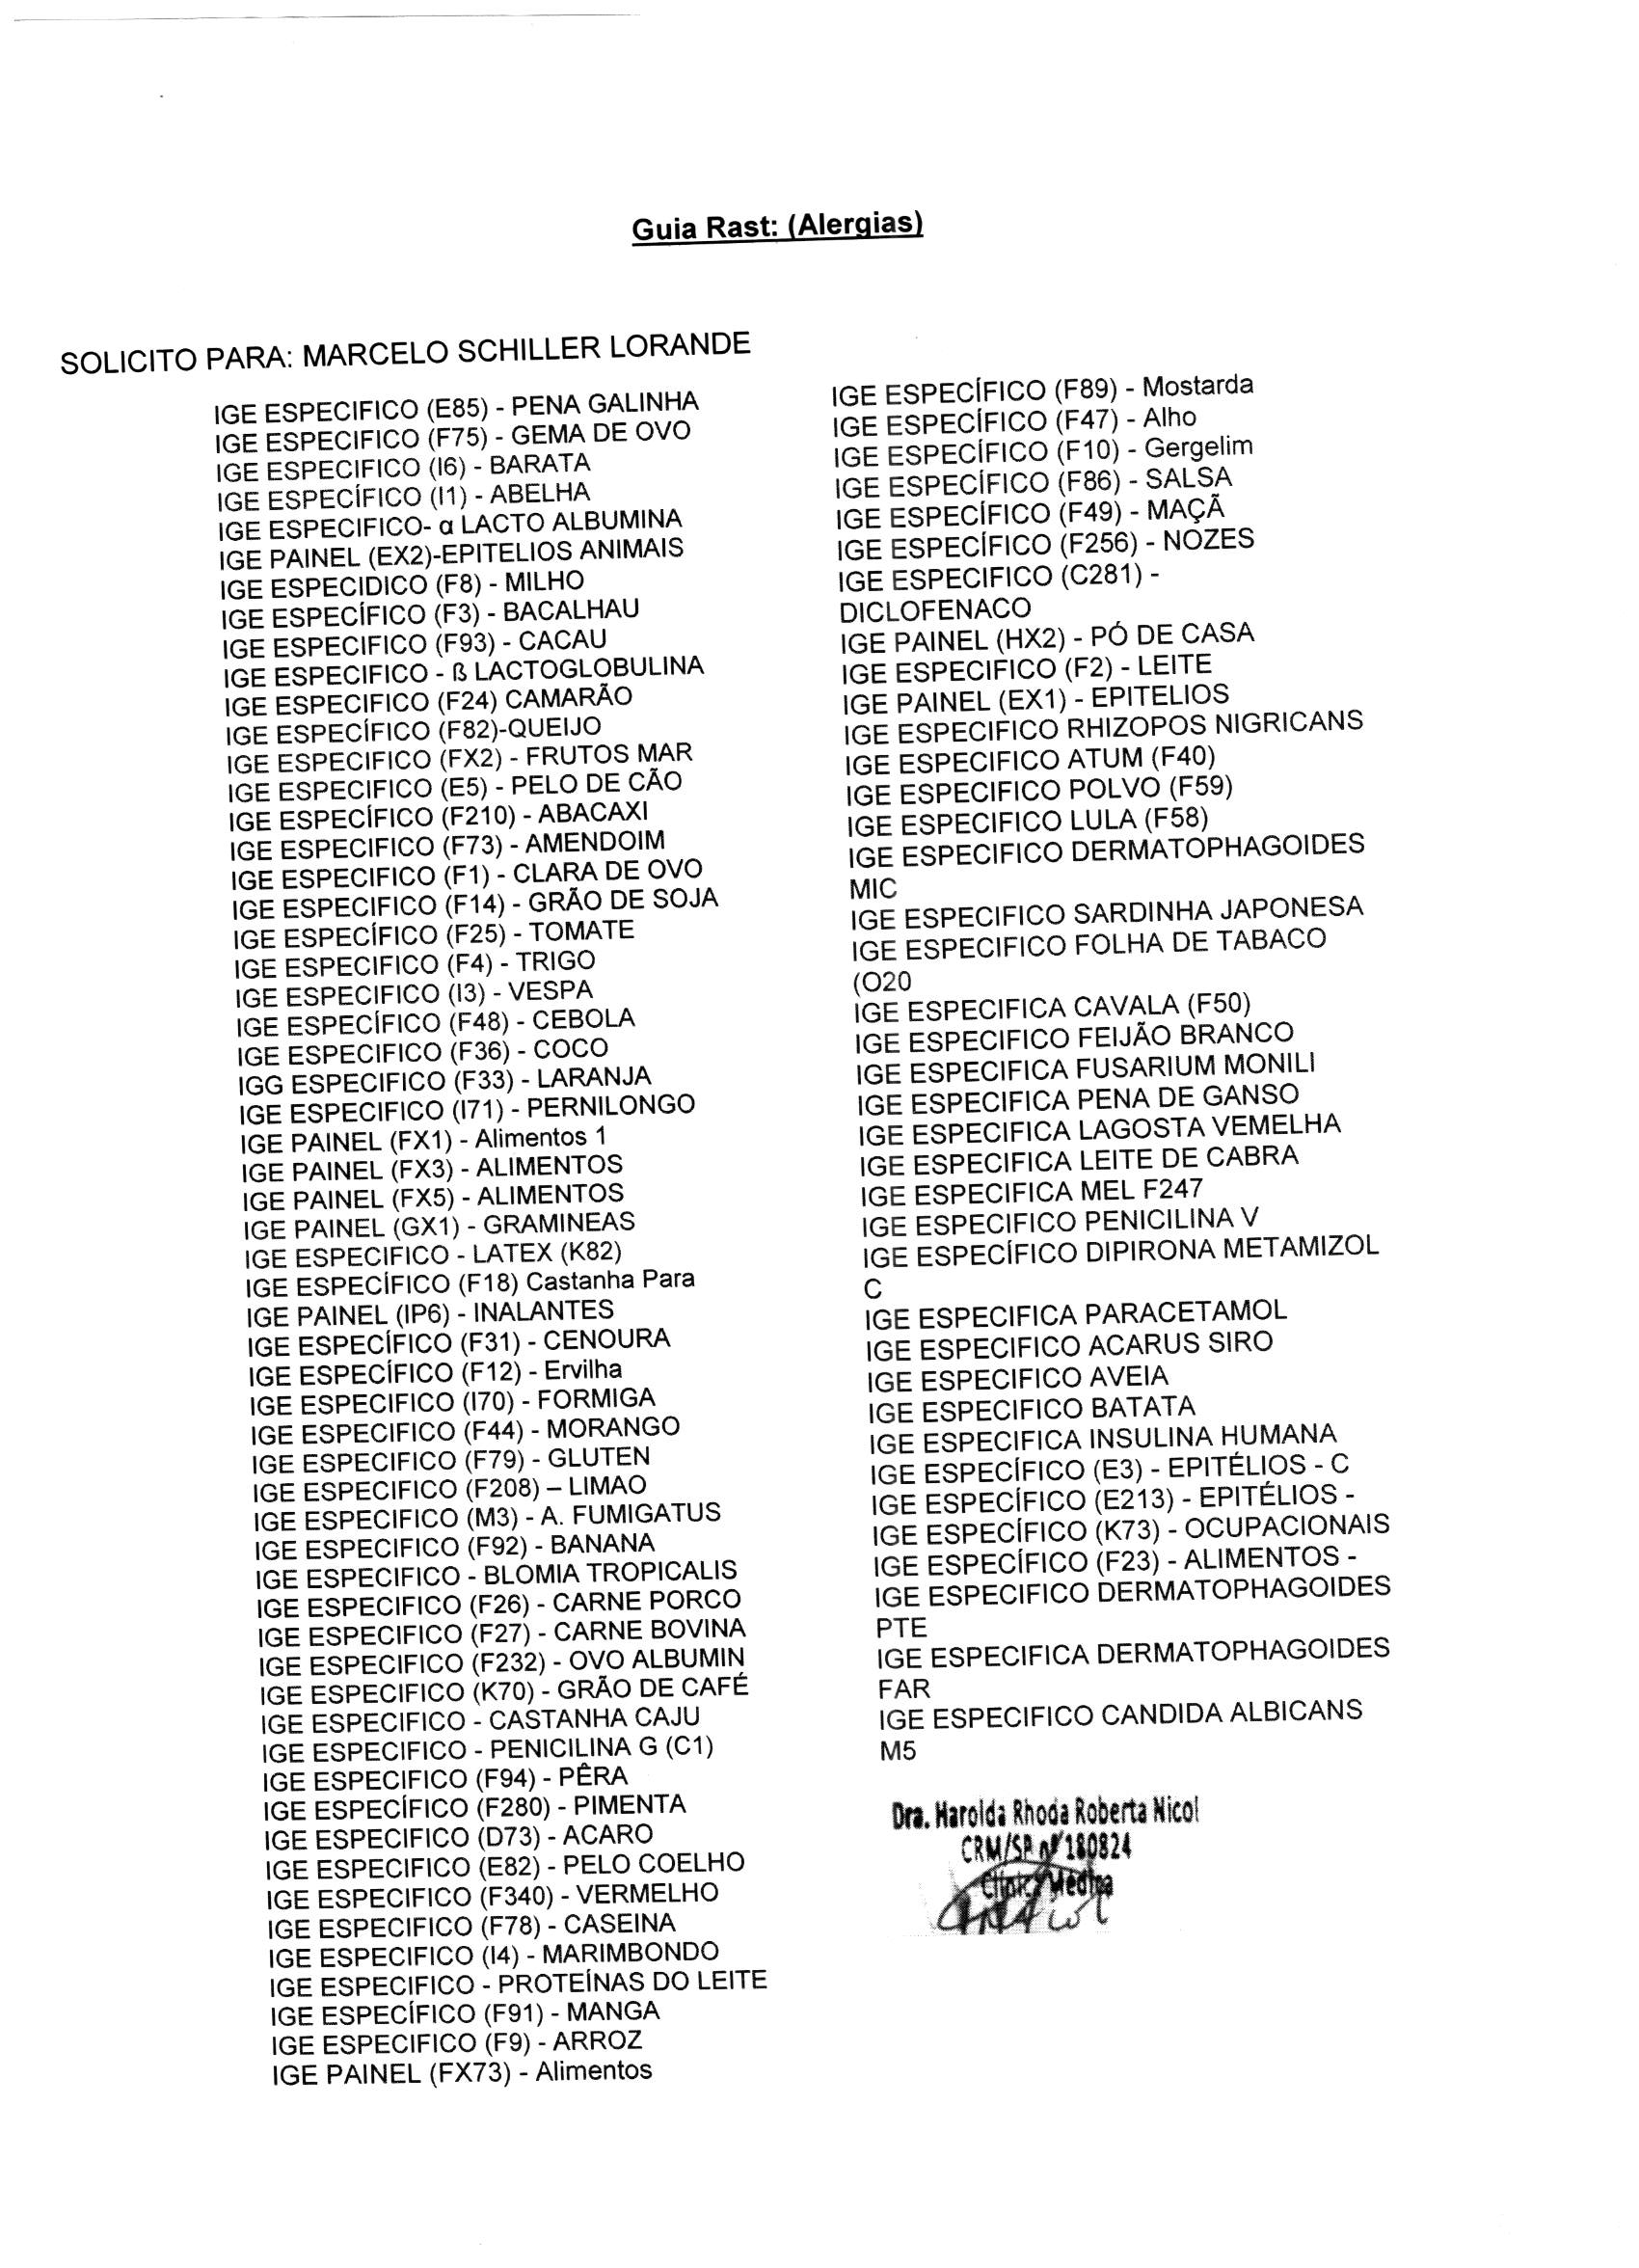 Guia Rast: (Alergias)
SOLICITO PARA: MARCELO SCHILLER LORANDE
IGE ESPECIFICO (E85) - PENA GALINHA
IGE ESPECIFICO (F75) - GEMA DE OVO
IGE ESPECIFICO (I6) - BARATA
IGE ESPECÍFICO (I1) - ABELHA
IGE ESPECIFICO- α LACTO ALBUMINA
IGE PAINEL (EX2)-EPITELIOS ANIMAIS
IGE ESPECIDICO (F8) - MILHO
IGE ESPECÍFICO (F3) - BACALHAU
IGE ESPECIFICO (F93) - CACAU
IGE ESPECIFICO - ß LACTOGLOBULINA
IGE ESPECIFICO (F24) CAMARÃO
IGE ESPECÍFICO (F82)-QUEIJO
IGE ESPECIFICO (FX2) - FRUTOS MAR
IGE ESPECIFICO (E5) - PELO DE CÃO
IGE ESPECÍFICO (F210) - ABACAXI
IGE ESPECIFICO (F73) - AMENDOIM
IGE ESPECIFICO (F1) - CLARA DE OVO
IGE ESPECIFICO (F14) - GRÃO DE SOJA
IGE ESPECÍFICO (F25) - TOMATE
IGE ESPECIFICO (F4) - TRIGO
IGE ESPECIFICO (I3) - VESPA
IGE ESPECÍFICO (F48) - CEBOLA
IGE ESPECIFICO (F36) - COCO
IGG ESPECIFICO (F33) - LARANJA
IGE ESPECIFICO (I71) - PERNILONGO
IGE PAINEL (FX1) - Alimentos 1
IGE PAINEL (FX3) - ALIMENTOS
IGE PAINEL (FX5) - ALIMENTOS
IGE PAINEL (GX1) - GRAMINEAS
IGE ESPECIFICO - LATEX (K82)
IGE ESPECÍFICO (F18) Castanha Para
IGE PAINEL (IP6) - INALANTES
IGE ESPECÍFICO (F31) - CENOURA
IGE ESPECÍFICO (F12) - Ervilha
IGE ESPECIFICO (I70) - FORMIGA
IGE ESPECIFICO (F44) - MORANGO
IGE ESPECIFICO (F79) - GLUTEN
IGE ESPECIFICO (F208) – LIMAO
IGE ESPECIFICO (M3) - A. FUMIGATUS
IGE ESPECIFICO (F92) - BANANA
IGE ESPECIFICO - BLOMIA TROPICALIS
IGE ESPECIFICO (F26) - CARNE PORCO
IGE ESPECIFICO (F27) - CARNE BOVINA
IGE ESPECIFICO (F232) - OVO ALBUMIN
IGE ESPECIFICO (K70) - GRÃO DE CAFÉ
IGE ESPECIFICO - CASTANHA CAJU
IGE ESPECIFICO - PENICILINA G (C1)
IGE ESPECIFICO (F94) - PÊRA
IGE ESPECÍFICO (F280) - PIMENTA
IGE ESPECIFICO (D73) - ACARO
IGE ESPECIFICO (E82) - PELO COELHO
IGE ESPECIFICO (F340) - VERMELHO
IGE ESPECIFICO (F78) - CASEINA
IGE ESPECIFICO (I4) - MARIMBONDO
IGE ESPECIFICO - PROTEÍNAS DO LEITE
IGE ESPECÍFICO (F91) - MANGA
IGE ESPECIFICO (F9) - ARROZ
IGE PAINEL (FX73) - Alimentos
IGE ESPECÍFICO (F89) - Mostarda
IGE ESPECÍFICO (F47) - Alho
IGE ESPECÍFICO (F10) - Gergelim
IGE ESPECÍFICO (F86) - SALSA
IGE ESPECÍFICO (F49) - MAÇÃ
IGE ESPECÍFICO (F256) - NOZES
IGE ESPECIFICO (C281) -
DICLOFENACO
IGE PAINEL (HX2) - PÓ DE CASA
IGE ESPECIFICO (F2) - LEITE
IGE PAINEL (EX1) - EPITELIOS
IGE ESPECIFICO RHIZOPOS NIGRICANS
IGE ESPECIFICO ATUM (F40)
IGE ESPECIFICO POLVO (F59)
IGE ESPECIFICO LULA (F58)
IGE ESPECIFICO DERMATOPHAGOIDES
MIC
IGE ESPECIFICO SARDINHA JAPONESA
IGE ESPECIFICO FOLHA DE TABACO
(O20
IGE ESPECIFICA CAVALA (F50)
IGE ESPECIFICO FEIJÃO BRANCO
IGE ESPECIFICA FUSARIUM MONILI
IGE ESPECIFICA PENA DE GANSO
IGE ESPECIFICA LAGOSTA VEMELHA
IGE ESPECIFICA LEITE DE CABRA
IGE ESPECIFICA MEL F247
IGE ESPECIFICO PENICILINA V
IGE ESPECÍFICO DIPIRONA METAMIZOL
C
IGE ESPECIFICA PARACETAMOL
IGE ESPECIFICO ACARUS SIRO
IGE ESPECIFICO AVEIA
IGE ESPECIFICO BATATA
IGE ESPECIFICA INSULINA HUMANA
IGE ESPECÍFICO (E3) - EPITÉLIOS - C
IGE ESPECÍFICO (E213) - EPITÉLIOS -
IGE ESPECÍFICO (K73) - OCUPACIONAIS
IGE ESPECÍFICO (F23) - ALIMENTOS -
IGE ESPECIFICO DERMATOPHAGOIDES
PTE
IGE ESPECIFICA DERMATOPHAGOIDES
FAR
IGE ESPECIFICO CANDIDA ALBICANS
M5
Dra. Harolda Rhoda Roberta Nicol
CRM/SP nº 180824
Clínica Médica